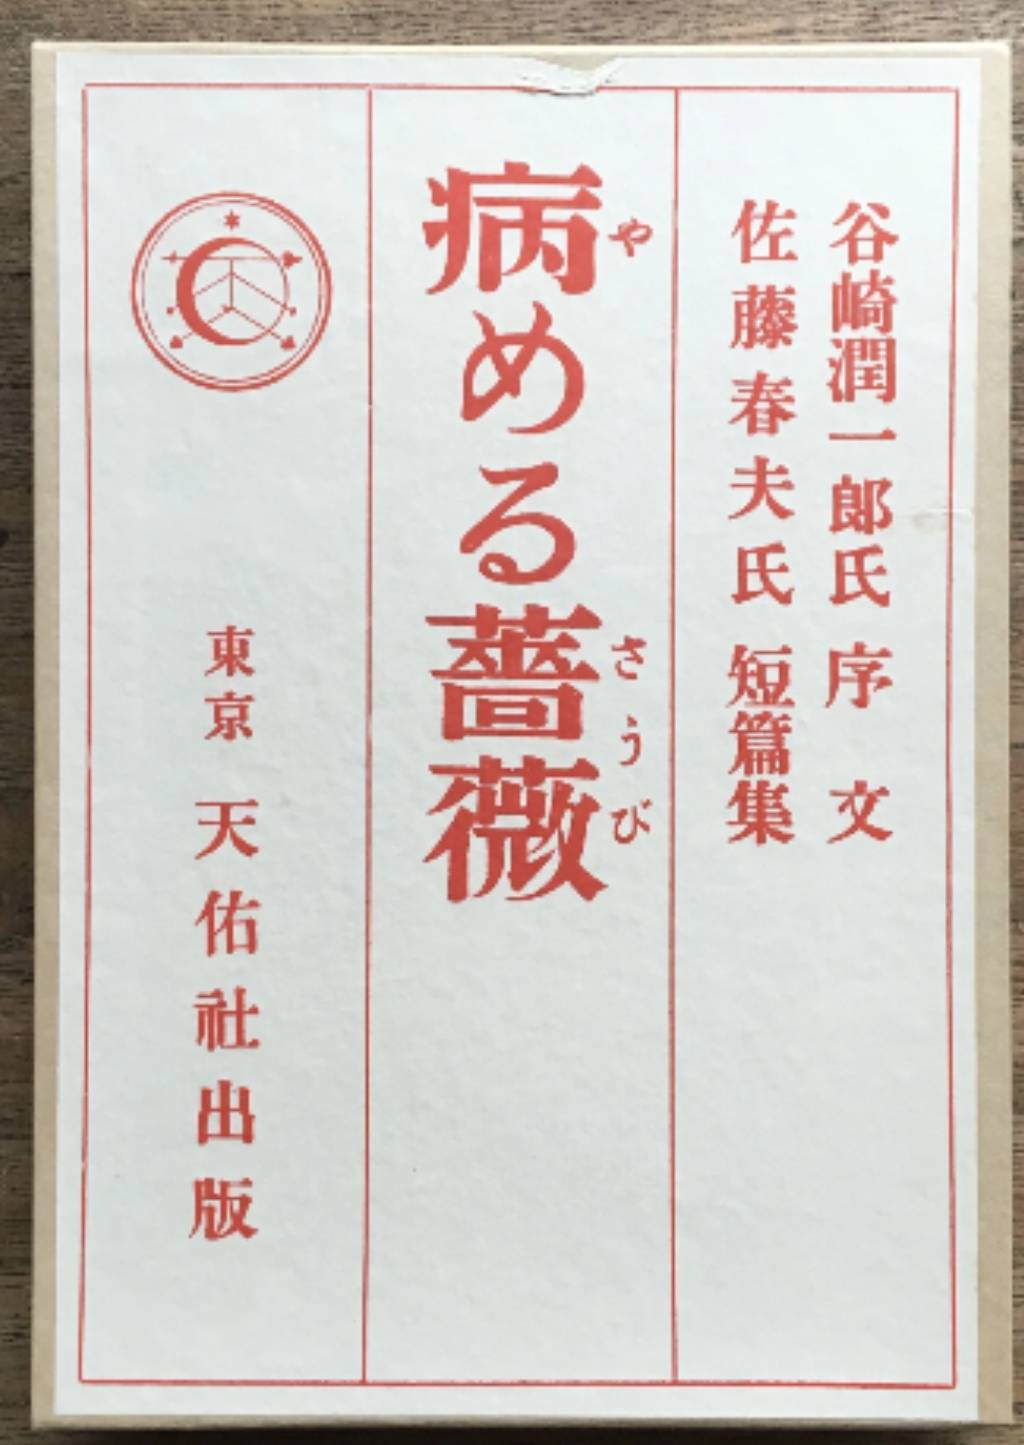 谷崎潤一郎氏 序文
佐藤春夫氏 短篇集
病める薔薇
や
さうび
東京 天佑社出版